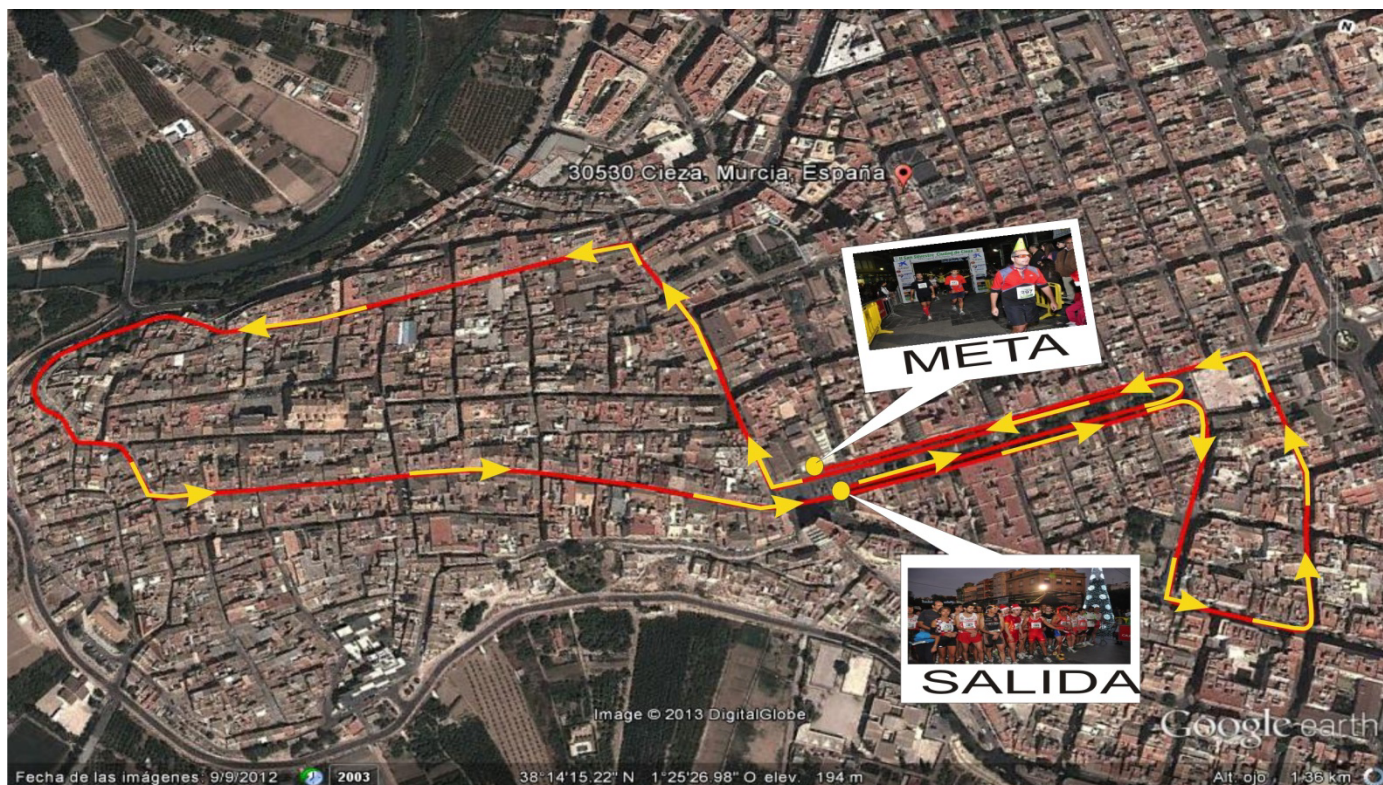 N
30530 Cieza, Murcia, España
META
SALIDA
Image © 2013 DigitalGlobe
Google earth
Fecha de las imágenes: 9/9/2012
2003
38°14'15.22" N 1°25'26.98" O elev. 194 m
Alt. ojo 1.36 km